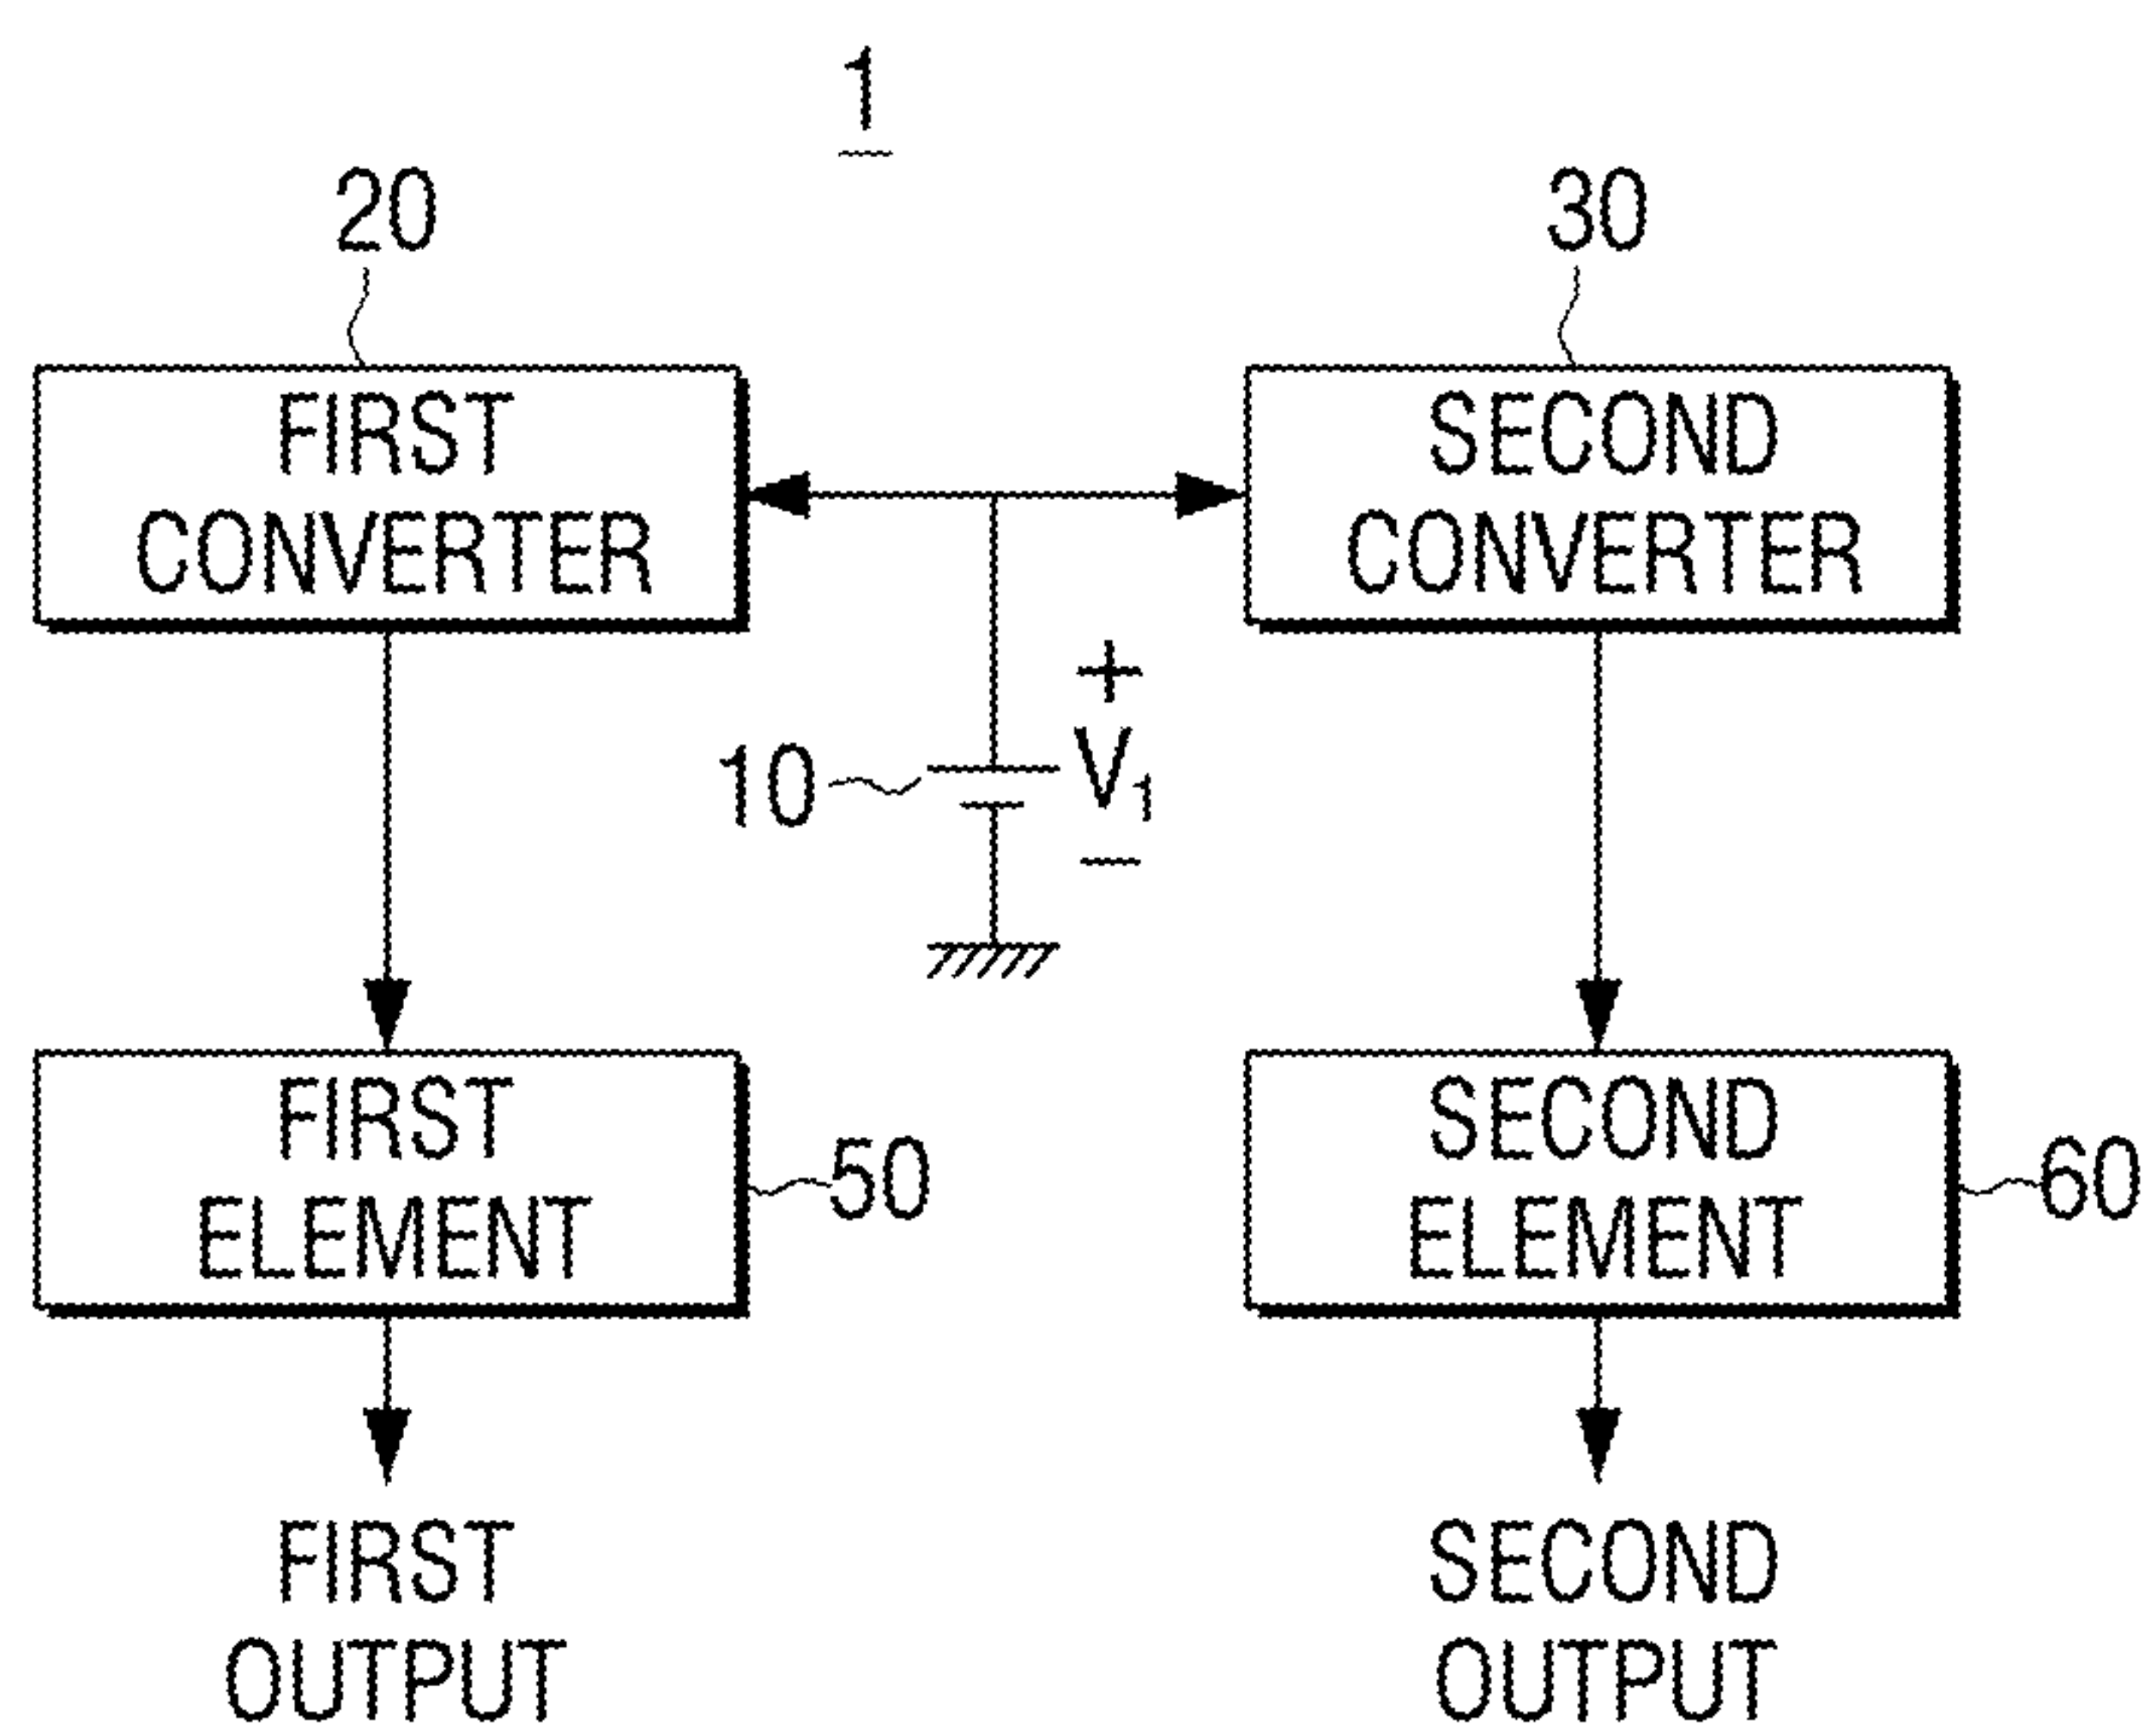 1
20
30
FIRST
CONVERTER
SECOND
CONVERTER
+
10
V₁
−
FIRST
ELEMENT
50
SECOND
ELEMENT
60
FIRST
OUTPUT
SECOND
OUTPUT